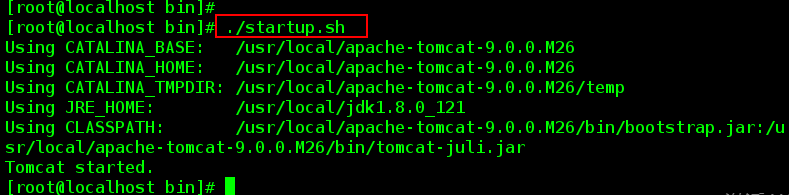 [root@localhost bin]#
[root@localhost bin]# ./startup.sh
Using CATALINA_BASE:   /usr/local/apache-tomcat-9.0.0.M26
Using CATALINA_HOME:   /usr/local/apache-tomcat-9.0.0.M26
Using CATALINA_TMPDIR: /usr/local/apache-tomcat-9.0.0.M26/temp
Using JRE_HOME:        /usr/local/jdk1.8.0_121
Using CLASSPATH:       /usr/local/apache-tomcat-9.0.0.M26/bin/bootstrap.jar:/u
sr/local/apache-tomcat-9.0.0.M26/bin/tomcat-juli.jar
Tomcat started.
[root@localhost bin]#